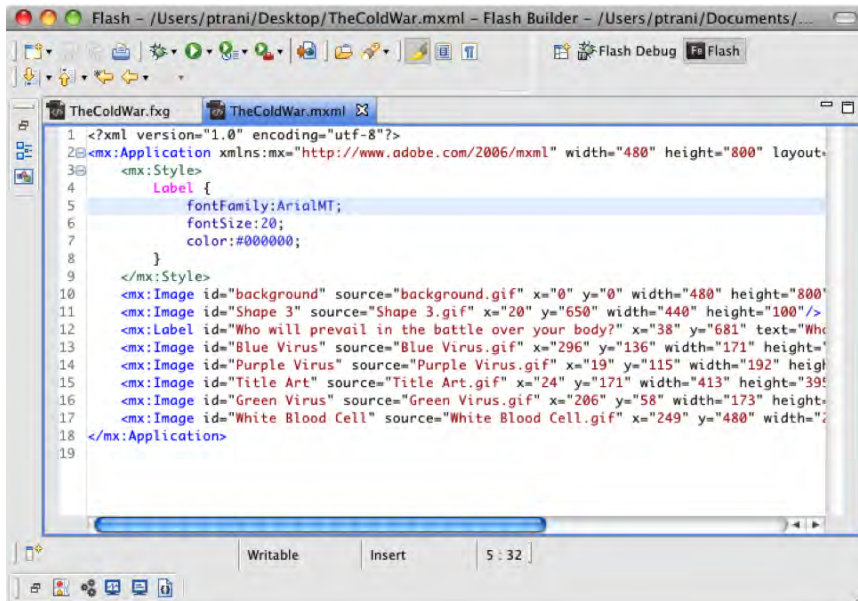 Flash – /Users/ptrani/Desktop/TheColdWar.mxml – Flash Builder – /Users/ptrani/Documents/...
Flash Debug Flash
TheColdWar.fxg TheColdWar.mxml
1 <?xml version="1.0" encoding="utf-8"?>
2 <mx:Application xmlns:mx="http://www.adobe.com/2006/mxml" width="480" height="800" layout
3 <mx:Style>
4 Label {
5 fontFamily:ArialMT;
6 fontSize:20;
7 color:#000000;
8 }
9 </mx:Style>
10 <mx:Image id="background" source="background.gif" x="0" y="0" width="480" height="800"
11 <mx:Image id="Shape 3" source="Shape 3.gif" x="20" y="650" width="440" height="100"/>
12 <mx:Label id="Who will prevail in the battle over your body?" x="38" y="681" text="Who
13 <mx:Image id="Blue Virus" source="Blue Virus.gif" x="296" y="136" width="171" height="
14 <mx:Image id="Purple Virus" source="Purple Virus.gif" x="19" y="115" width="192" heigh
15 <mx:Image id="Title Art" source="Title Art.gif" x="24" y="171" width="413" height="395
16 <mx:Image id="Green Virus" source="Green Virus.gif" x="206" y="58" width="173" height=
17 <mx:Image id="White Blood Cell" source="White Blood Cell.gif" x="249" y="480" width="2
18 </mx:Application>
19
Writable Insert 5 : 32